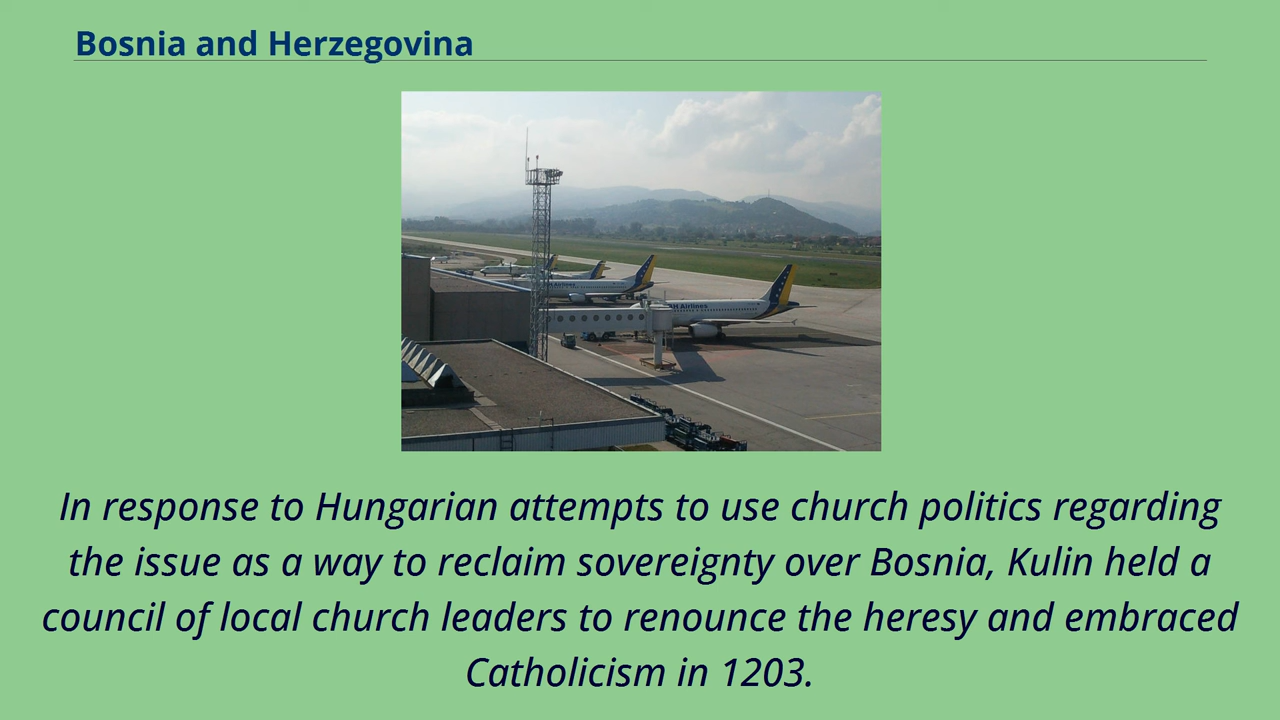 Bosnia and Herzegovina
H Airlines
H Airlines
In response to Hungarian attempts to use church politics regarding
the issue as a way to reclaim sovereignty over Bosnia, Kulin held a
council of local church leaders to renounce the heresy and embraced
Catholicism in 1203.